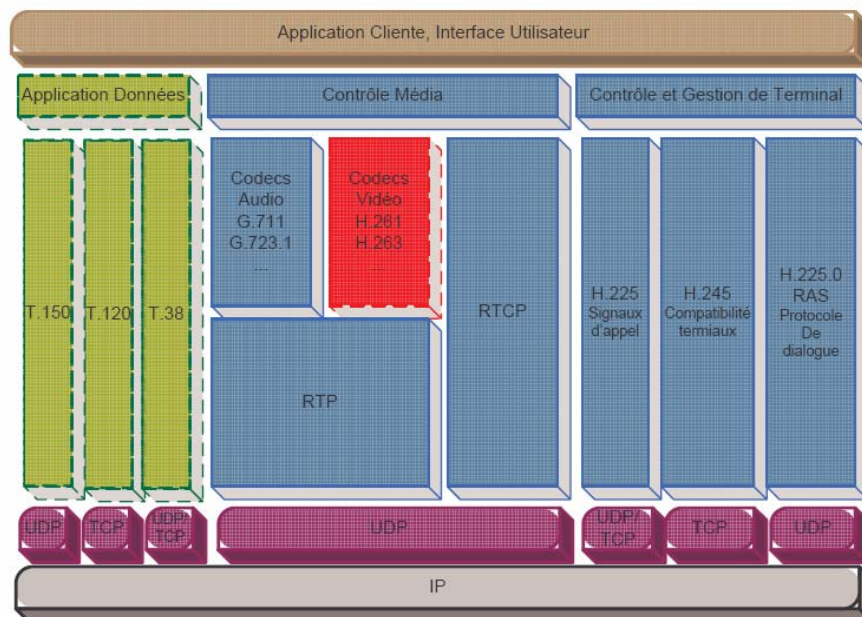 Application Cliente, Interface Utilisateur
Application Données
Contrôle Média
Contrôle et Gestion de Terminal
T.150
T.120
T.38
Codecs
Audio
G.711
G.723.1
...
Codecs
Vidéo
H.261
H.263
...
RTP
RTCP
H.225
Signaux
d'appel
H.245
Compatibilité
termiaux
H.225.0
RAS
Protocole
De
dialogue
UDP
TCP
UDP/
TCP
UDP
UDP/
TCP
TCP
UDP
IP